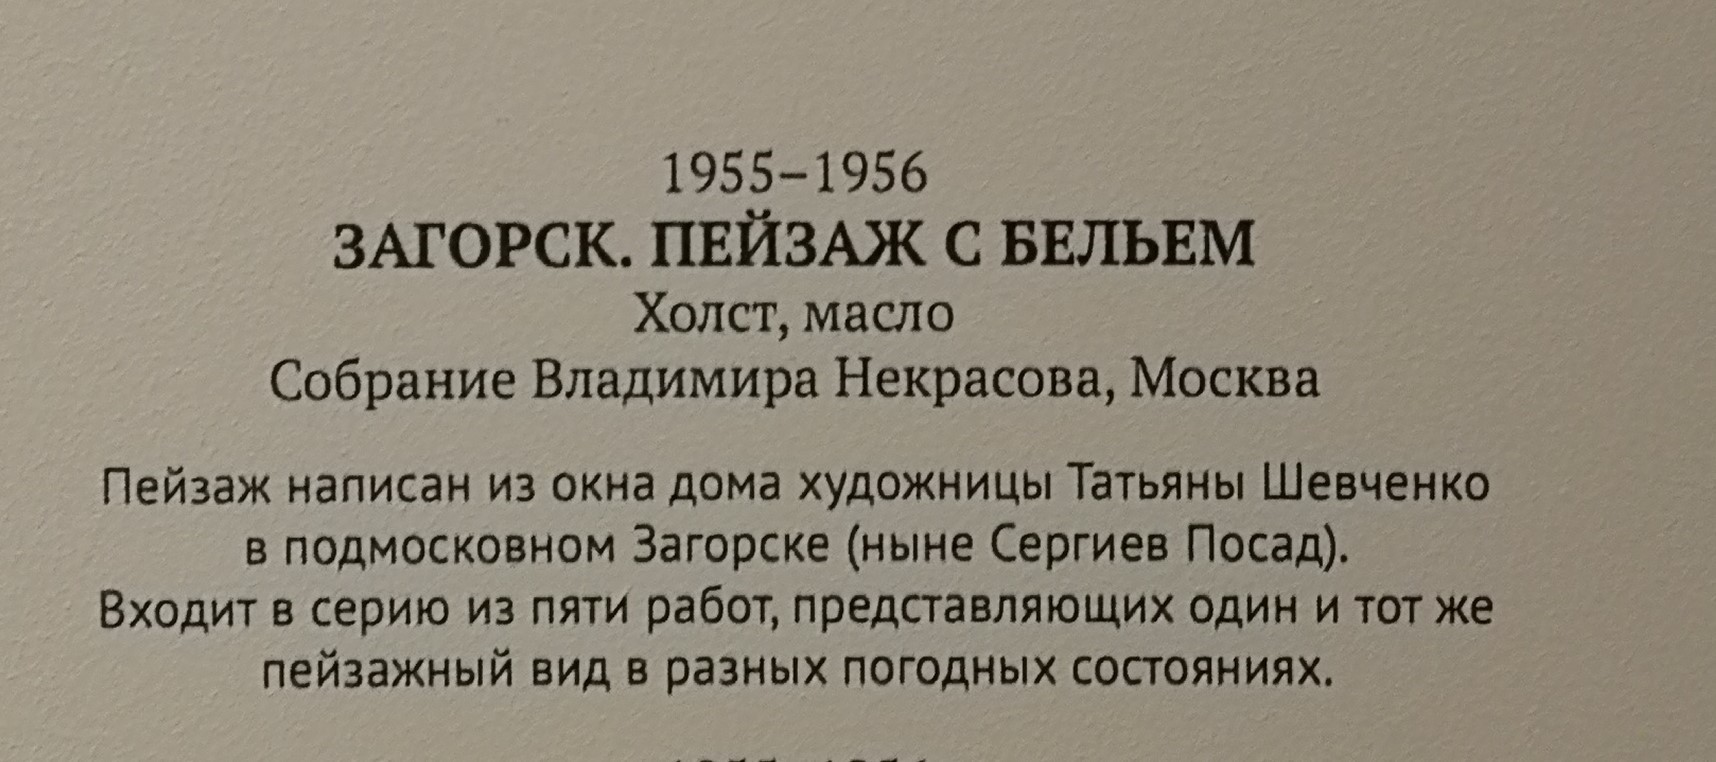 1955–1956
ЗАГОРСК. ПЕЙЗАЖ С БЕЛЬЕМ
Холст, масло
Собрание Владимира Некрасова, Москва
Пейзаж написан из окна дома художницы Татьяны Шевченко
в подмосковном Загорске (ныне Сергиев Посад).
Входит в серию из пяти работ, представляющих один и тот же
пейзажный вид в разных погодных состояниях.